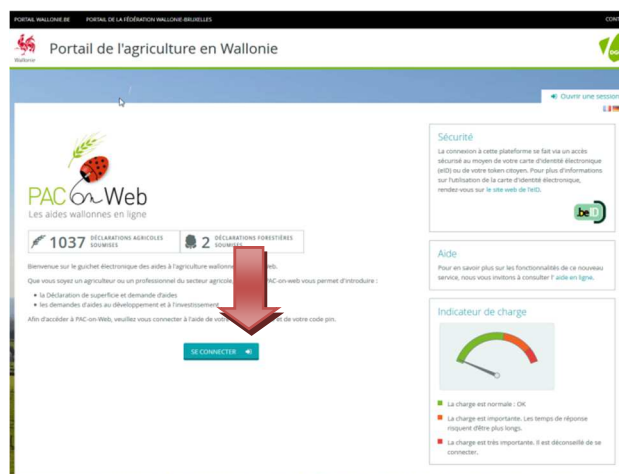 PORTAIL WALLONIE.BE PORTAIL DE LA FÉDÉRATION WALLONIE-BRUXELLES
Wallonie
Portail de l'agriculture en Wallonie
Ouvrir une session
PAC on Web
Les aides wallonnes en ligne
1037 DÉCLARATIONS AGRICOLES SOUMISES
2 DÉCLARATIONS FORESTIÈRES SOUMISES
Bienvenue sur le guichet électronique des aides à l'agriculture wallonne
Que vous soyez un agriculteur ou un professionnel du secteur agricole, PAC-on-web vous permet d'introduire :
• la Déclaration de superficie et demande d'aides
• les demandes d'aides au développement et à l'investissement
Afin d'accéder à PAC-on-Web, veuillez vous connecter à l'aide de votre et de votre code pin.
SE CONNECTER
Sécurité
La connexion à cette plateforme se fait via un accès
sécurisé au moyen de votre carte d'identité électronique
(eID) ou de votre token citoyen. Pour plus d'informations
sur l'utilisation de la carte d'identité électronique,
rendez-vous sur le site web de l'eID.
beID
Aide
Pour en savoir plus sur les fonctionnalités de ce nouveau
service, nous vous invitons à consulter l' aide en ligne.
Indicateur de charge
La charge est normale : OK
La charge est importante. Les temps de réponse
risquent d'être plus longs.
La charge est très importante. Il est déconseillé de se
connecter.